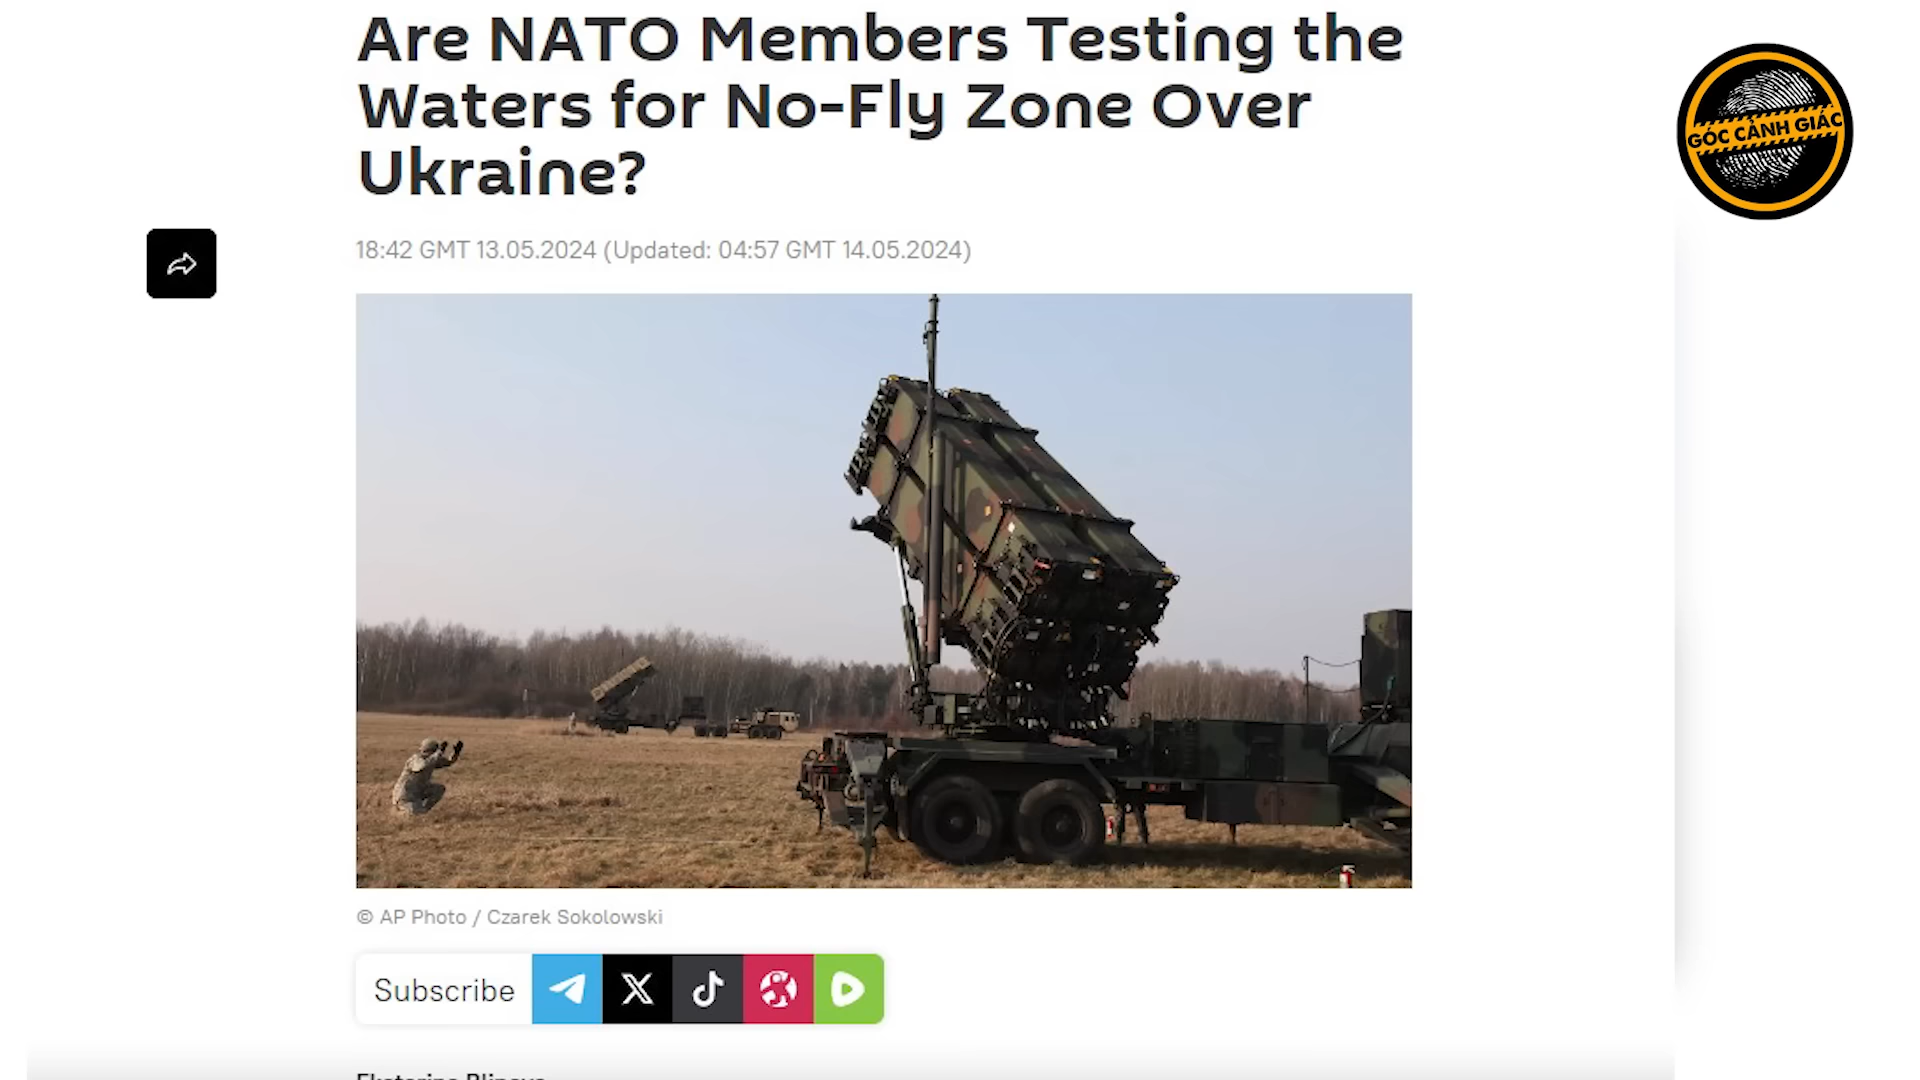 Are NATO Members Testing the
Waters for No-Fly Zone Over
Ukraine?
GÓC CẢNH GIÁC
18:42 GMT 13.05.2024 (Updated: 04:57 GMT 14.05.2024)
© AP Photo / Czarek Sokolowski
Subscribe